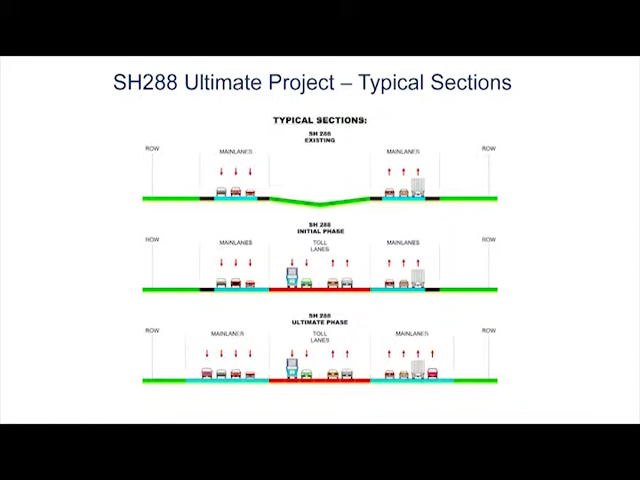 SH288 Ultimate Project – Typical Sections
TYPICAL SECTIONS:
SH 288
EXISTING
ROW
MAINLANES
MAINLANES
ROW
SH 288
INITIAL PHASE
ROW
MAINLANES
TOLL
LANES
MAINLANES
ROW
SH 288
ULTIMATE PHASE
ROW
MAINLANES
TOLL
LANES
MAINLANES
ROW